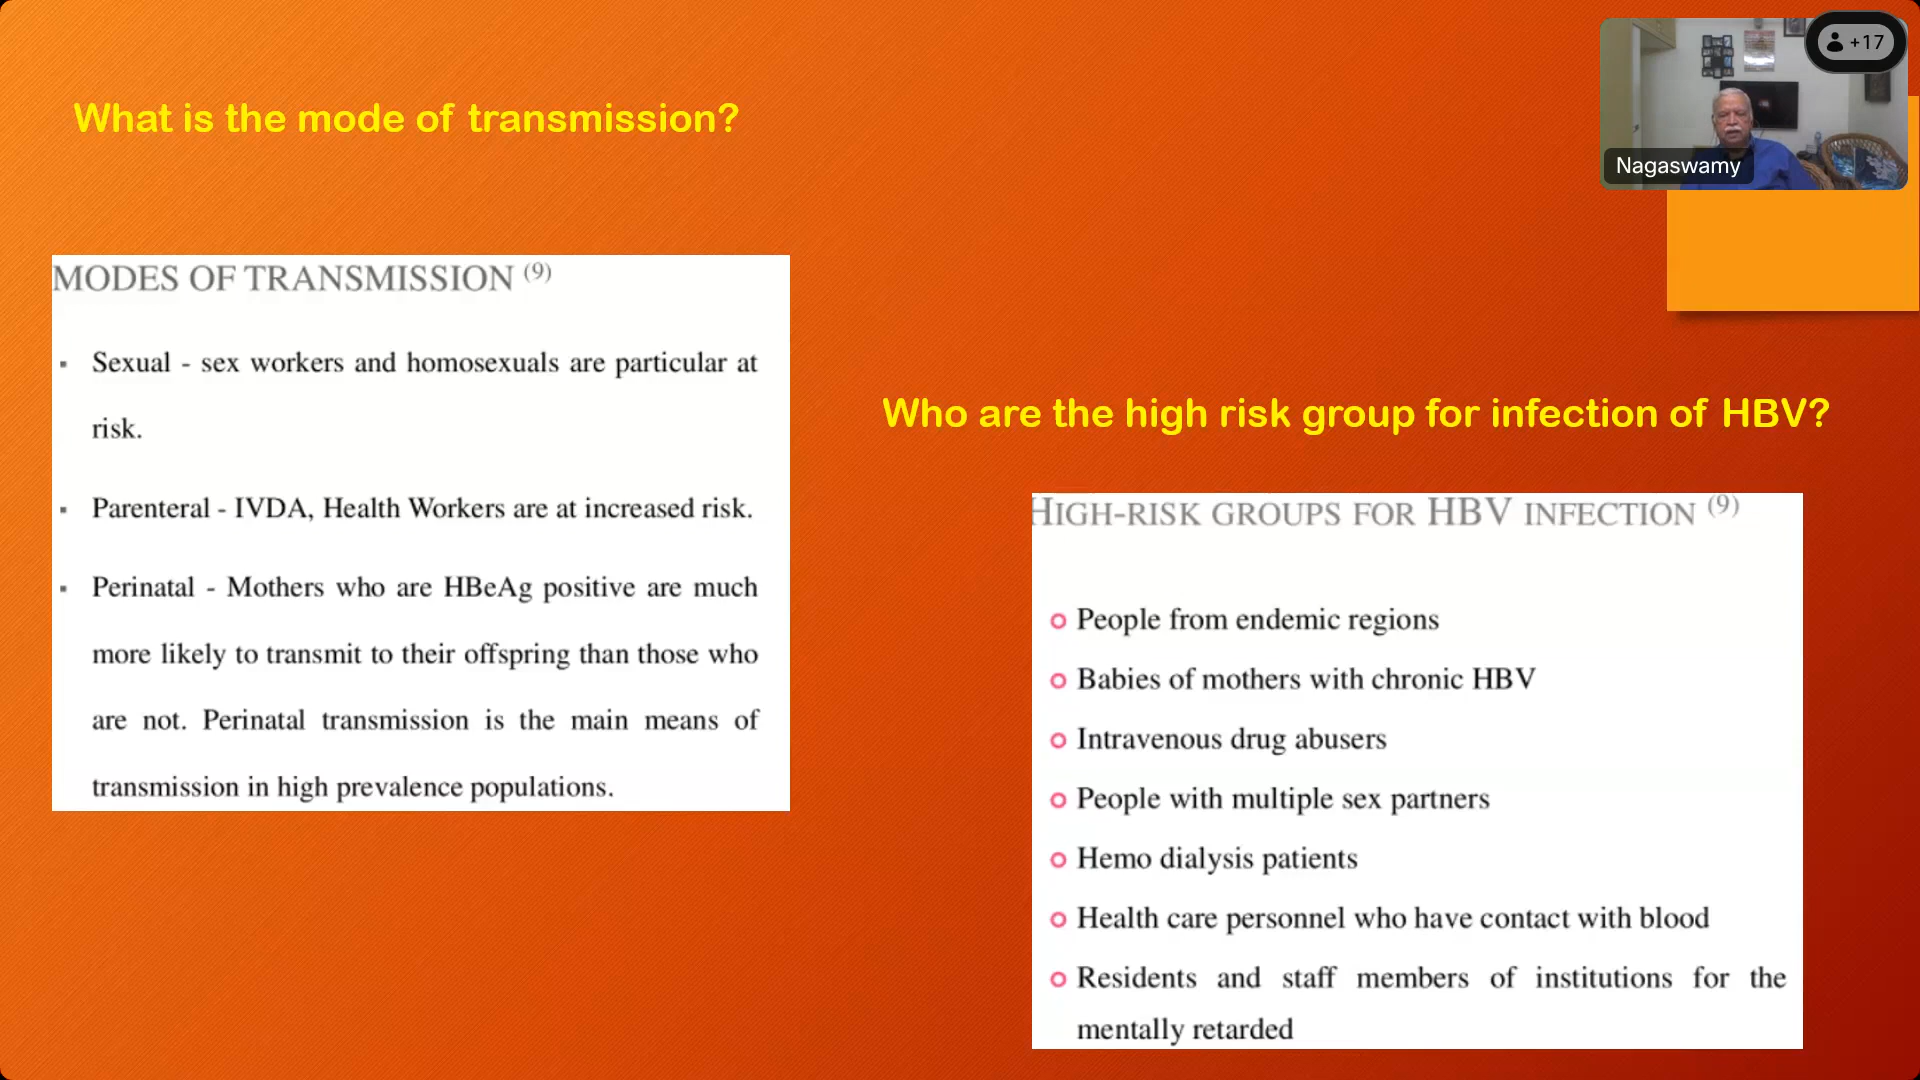 What is the mode of transmission?
+17
Nagaswamy
MODES OF TRANSMISSION (9)
▪ Sexual - sex workers and homosexuals are particular at
risk.
▪ Parenteral - IVDA, Health Workers are at increased risk.
▪ Perinatal - Mothers who are HBeAg positive are much
more likely to transmit to their offspring than those who
are not. Perinatal transmission is the main means of
transmission in high prevalence populations.
Who are the high risk group for infection of HBV?
HIGH-RISK GROUPS FOR HBV INFECTION (9)
o People from endemic regions
o Babies of mothers with chronic HBV
o Intravenous drug abusers
o People with multiple sex partners
o Hemo dialysis patients
o Health care personnel who have contact with blood
o Residents and staff members of institutions for the
mentally retarded